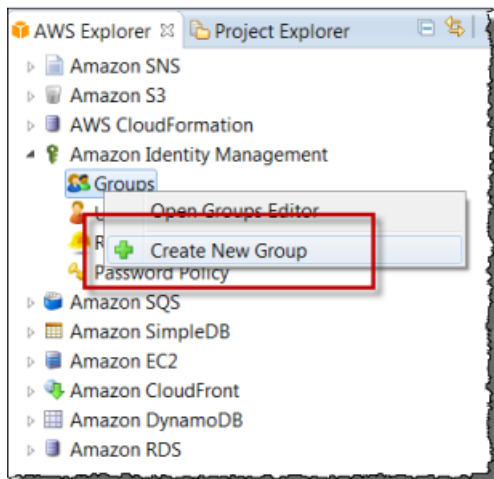 AWS Explorer Project Explorer
Amazon SNS
Amazon S3
AWS CloudFormation
Amazon Identity Management
Groups
Open Groups Editor
U
Create New Group
R
Password Policy
Amazon SQS
Amazon SimpleDB
Amazon EC2
Amazon CloudFront
Amazon DynamoDB
Amazon RDS